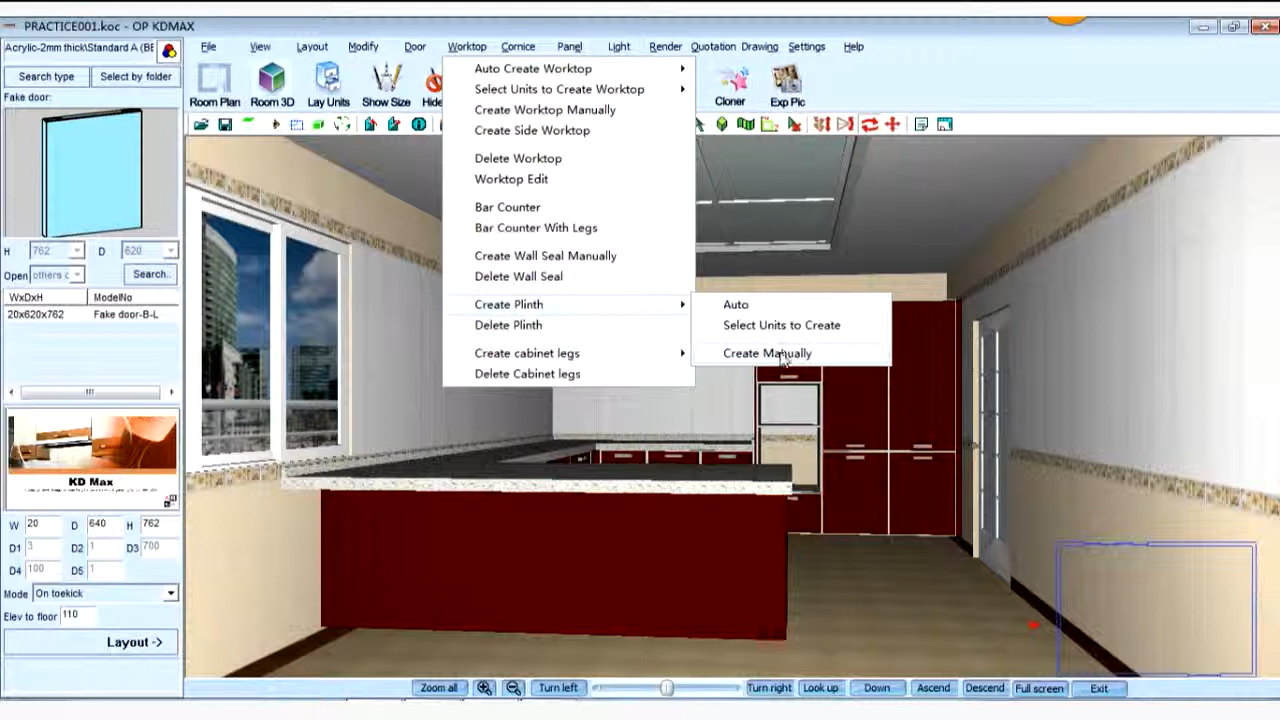 PRACTICE001.koc - OP KDMAX
Acrylic-2mm thick\Standard A (BE
File View Layout Modify Door Worktop Cornice Panel Light Render Quotation Drawing Settings Help
Search type Select by folder
Room Plan Room 3D Lay Units Show Size Hide Cloner Exp Pic
Fake door:
Auto Create Worktop
Select Units to Create Worktop
Create Worktop Manually
Create Side Worktop
Delete Worktop
Worktop Edit
Bar Counter
Bar Counter With Legs
Create Wall Seal Manually
Delete Wall Seal
Create Plinth
Delete Plinth
Create cabinet legs
Delete Cabinet legs
Auto
Select Units to Create
Create Manually
H 762 D 620
Open others c Search..
WxDxH ModelNo
20x620x762 Fake door-B-L
KD Max
W 20 D 640 H 762
D1 3 D2 1 D3 700
D4 100 D5 1
Mode On toekick
Elev to floor 110
Layout ->
Zoom all Turn left Turn right Look up Down Ascend Descend Full screen Exit